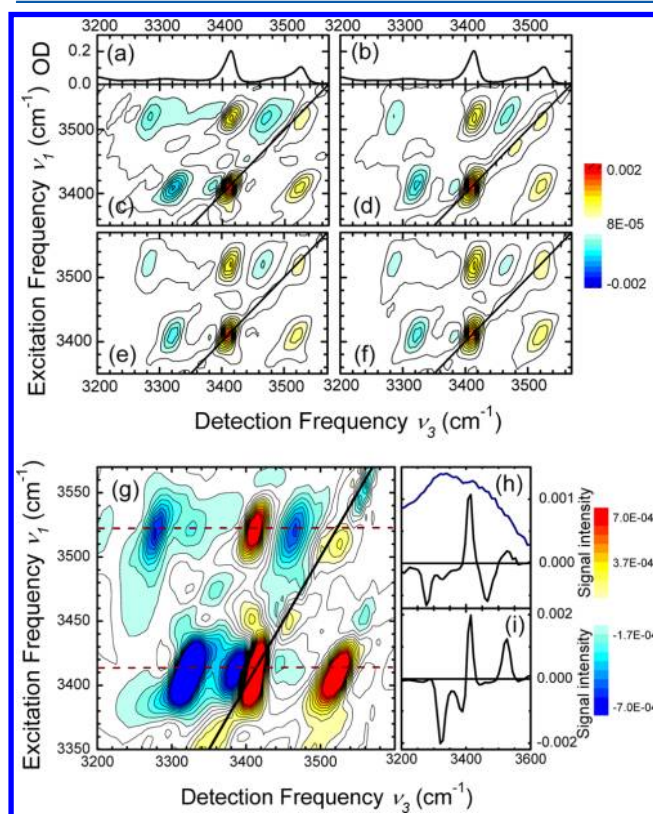 3200 3300 3400 3500 3200 3300 3400 3500
OD
0.2
0.0
(a)
(b)
Excitation Frequency ν1 (cm-1)
3500
3400
(c)
(d)
3500
3400
(e)
(f)
3200 3300 3400 3500 3200 3300 3400 3500
Detection Frequency ν3 (cm-1)
0.002
8E-05
-0.002
Excitation Frequency ν1 (cm-1)
3550
3500
3450
3400
3350
(g)
3200 3300 3400 3500
Detection Frequency ν3 (cm-1)
(h)
0.001
0.000
Signal intensity
(i)
0.002
0.000
-0.002
Signal intensity
3200 3400 3600
7.0E-04
3.7E-04
-1.7E-04
-7.0E-04